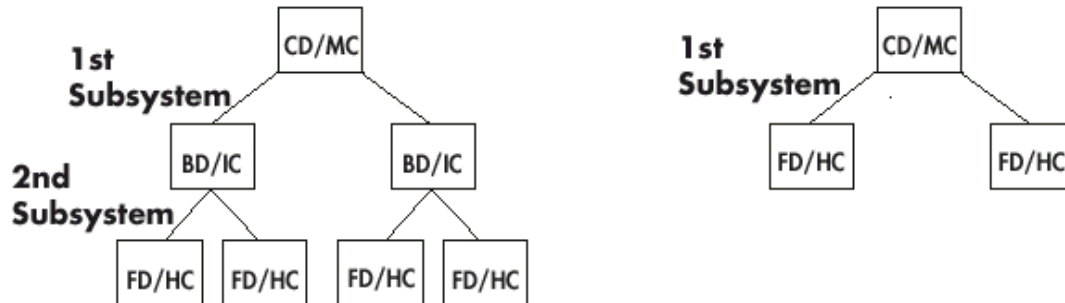 CD/MC
1st
Subsystem
BD/IC
BD/IC
2nd
Subsystem
FD/HC
FD/HC
FD/HC
FD/HC
CD/MC
1st
Subsystem
FD/HC
FD/HC